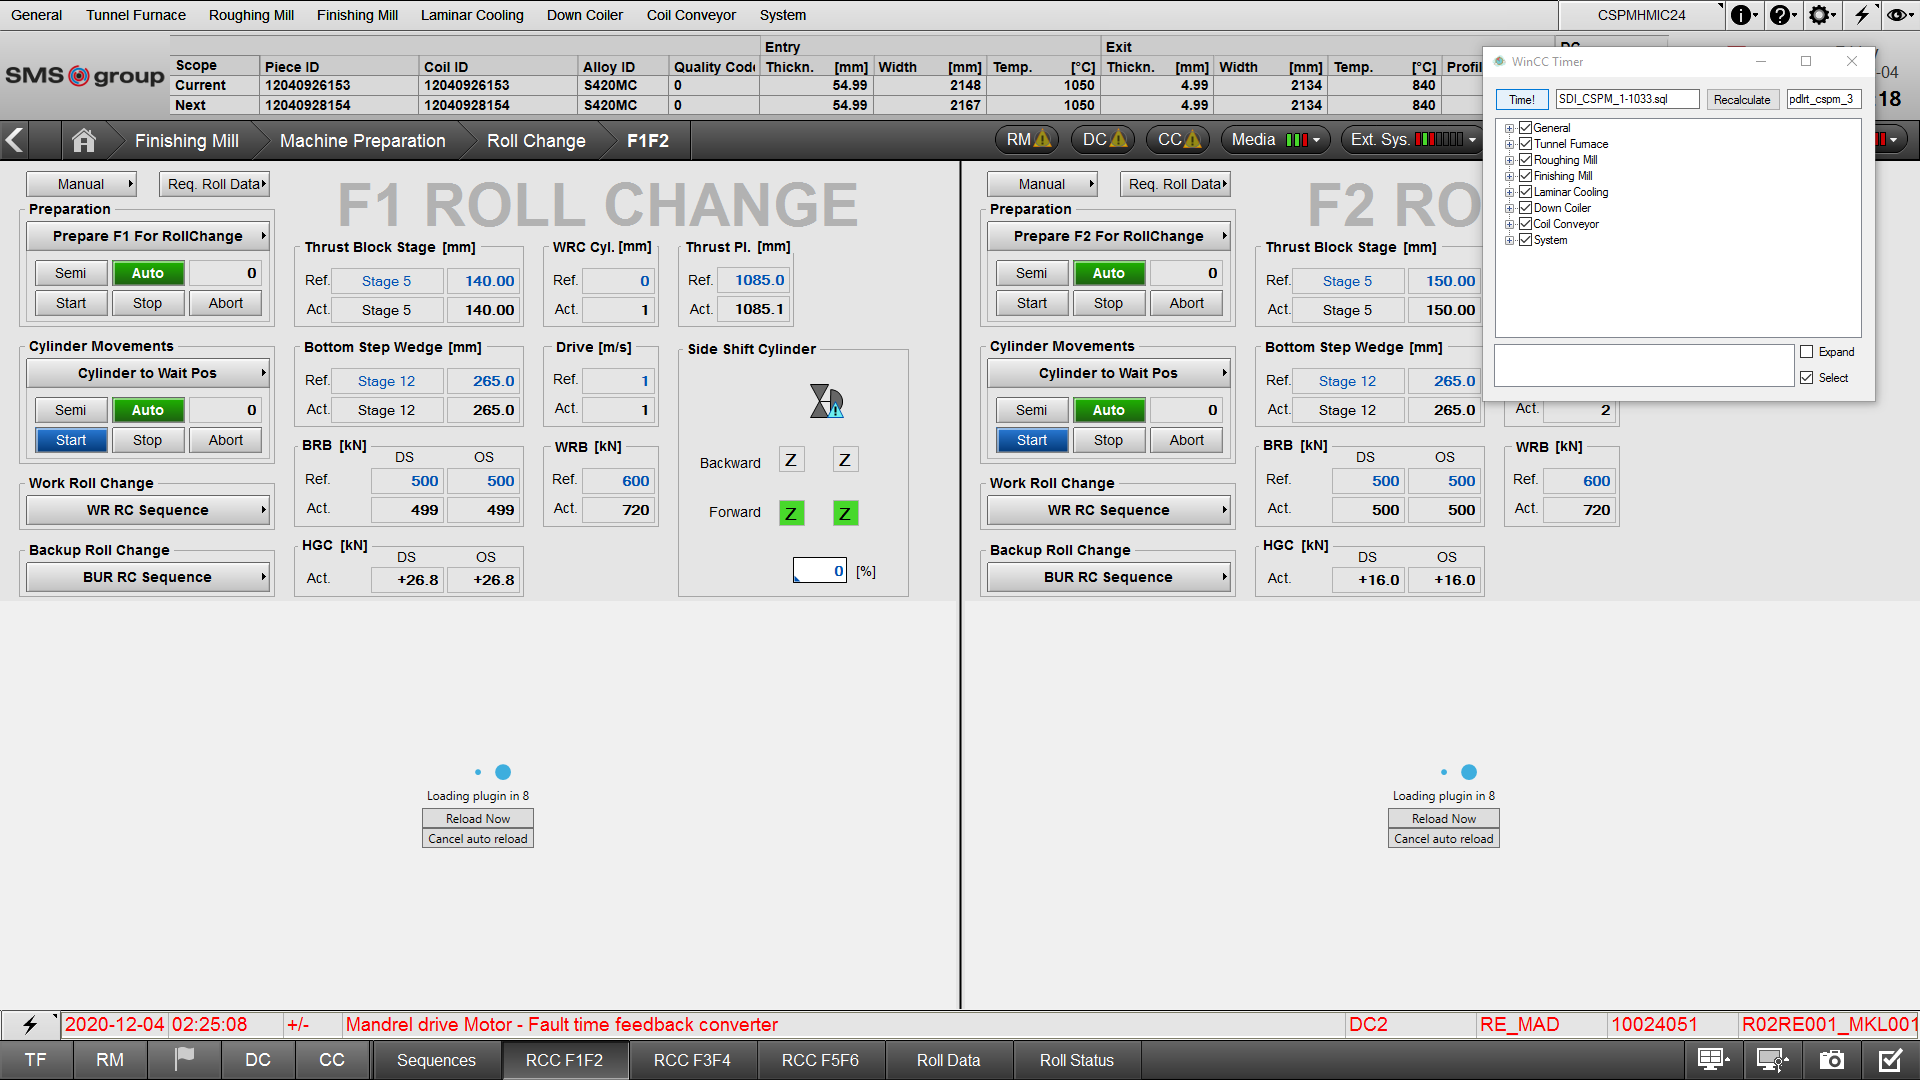 General Tunnel Furnace Roughing Mill Finishing Mill Laminar Cooling Down Coiler Coil Conveyor System CSPMHMIC24
SMS group
Entry Exit
Scope Piece ID Coil ID Alloy ID Quality Code Thickn. [mm] Width [mm] Temp. [°C] Thickn. [mm] Width [mm] Temp. [°C]
Current 12040926153 12040926153 S420MC 0 54.99 2148 1050 4.99 2134 840
Next 12040928154 12040928154 S420MC 0 54.99 2167 1050 4.99 2134 840
-04
18
Finishing Mill Machine Preparation Roll Change F1F2 RM DC CC Media Ext. Sys.
WinCC Timer
Time! SDI_CSPM_1-1033.sql Recalculate pdlrt_cspm_3
General
Tunnel Furnace
Roughing Mill
Finishing Mill
Laminar Cooling
Down Coiler
Coil Conveyor
System
Expand
Select
Manual Req. Roll Data
F1 ROLL CHANGE
Preparation
Prepare F1 For RollChange
Semi Auto 0
Start Stop Abort
Cylinder Movements
Cylinder to Wait Pos
Semi Auto 0
Start Stop Abort
Work Roll Change
WR RC Sequence
Backup Roll Change
BUR RC Sequence
Thrust Block Stage [mm]
Ref. Stage 5 140.00
Act. Stage 5 140.00
Bottom Step Wedge [mm]
Ref. Stage 12 265.0
Act. Stage 12 265.0
BRB [kN]
DS OS
Ref. 500 500
Act. 499 499
HGC [kN]
DS OS
Act. +26.8 +26.8
WRC Cyl. [mm]
Ref. 0
Act. 1
Drive [m/s]
Ref. 1
Act. 1
WRB [kN]
Ref. 600
Act. 720
Thrust Pl. [mm]
Ref. 1085.0
Act. 1085.1
Side Shift Cylinder
Backward Z Z
Forward Z Z
0 [%]
Loading plugin in 8
Reload Now
Cancel auto reload
Manual Req. Roll Data
F2 RO
Preparation
Prepare F2 For RollChange
Semi Auto 0
Start Stop Abort
Cylinder Movements
Cylinder to Wait Pos
Semi Auto 0
Start Stop Abort
Work Roll Change
WR RC Sequence
Backup Roll Change
BUR RC Sequence
Thrust Block Stage [mm]
Ref. Stage 5 150.00
Act. Stage 5 150.00
Bottom Step Wedge [mm]
Ref. Stage 12 265.0
Act. Stage 12 265.0
BRB [kN]
DS OS
Ref. 500 500
Act. 500 500
HGC [kN]
DS OS
Act. +16.0 +16.0
Act. 2
WRB [kN]
Ref. 600
Act. 720
Loading plugin in 8
Reload Now
Cancel auto reload
2020-12-04 02:25:08 +/- Mandrel drive Motor - Fault time feedback converter DC2 RE_MAD 10024051 R02RE001_MKL001
TF RM DC CC Sequences RCC F1F2 RCC F3F4 RCC F5F6 Roll Data Roll Status